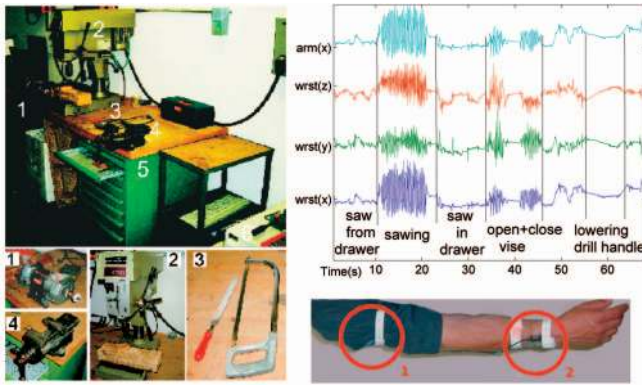 2
1
3
4
5
1
2
3
4
arm(x)
wrst(z)
wrst(y)
wrst(x)
saw from drawer
sawing
saw in drawer
open+close vise
lowering drill handle
Time(s) 10 20 30 40 50 60
1
2